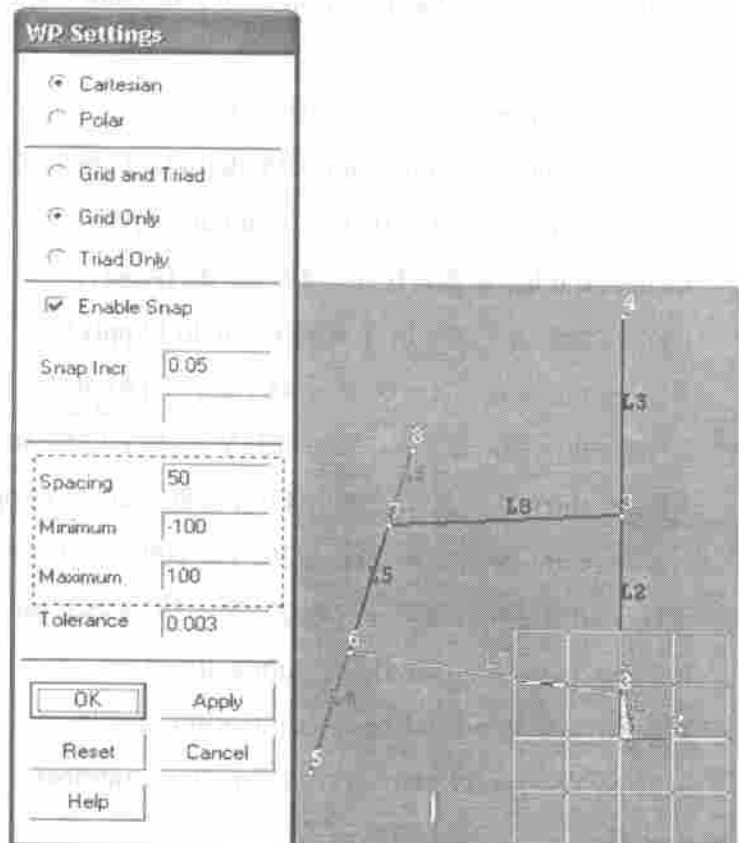 WP Settings
Cartesian
Polar
Grid and Triad
Grid Only
Triad Only
Enable Snap
Snap Incr 0.05
Spacing 50
Minimum -100
Maximum 100
Tolerance 0.003
OK Apply
Reset Cancel
Help
4
L3
L8 3
L5
L2
6
5